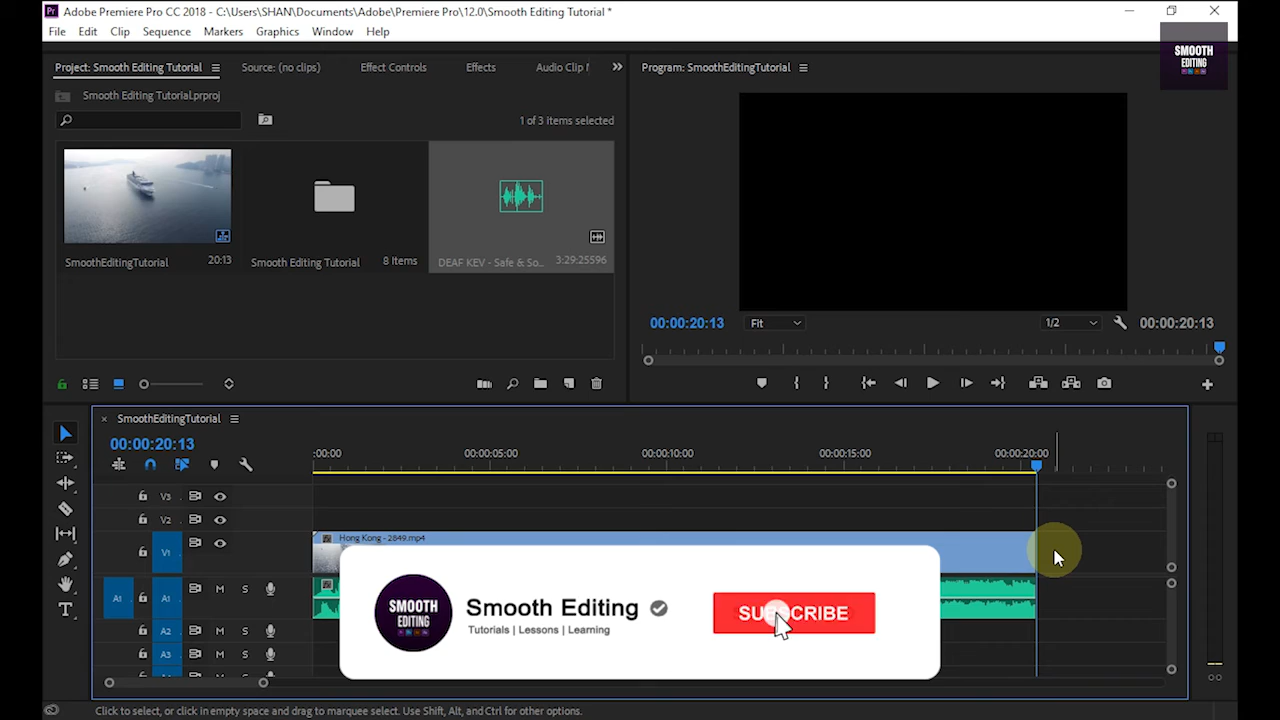 Adobe Premiere Pro CC 2018 - C:\Users\SHAN\Documents\Adobe\Premiere Pro\12.0\Smooth Editing Tutorial *
File Edit Clip Sequence Markers Graphics Window Help
SMOOTH
EDITING
Project: Smooth Editing Tutorial Source: (no clips) Effect Controls Effects Audio Clip Program: SmoothEditingTutorial
Smooth Editing Tutorial.prproj
1 of 3 items selected
SmoothEditingTutorial 20:13 Smooth Editing Tutorial 8 Items DEAF KEV - Safe & So... 3:29:25596
00:00:20:13 Fit 1/2 00:00:20:13
SmoothEditingTutorial
00:00:20:13
:00:00 00:00:05:00 00:00:10:00 00:00:15:00 00:00:20:00
V3
V2
V1 Hong Kong - 2849.mp4
A1 A1 M S
A2 M S
A3 M S
SMOOTH
EDITING
Smooth Editing
Tutorials | Lessons | Learning
SUBSCRIBE
Click to select, or click in empty space and drag to marquee select. Use Shift, Alt, and Ctrl for other options.